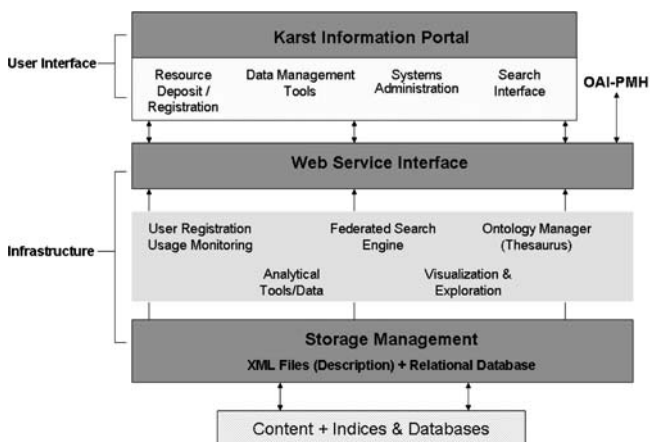 Karst Information Portal
User Interface
Resource
Deposit /
Registration
Data Management
Tools
Systems
Administration
Search
Interface
OAI-PMH
Web Service Interface
Infrastructure
User Registration
Usage Monitoring
Federated Search
Engine
Ontology Manager
(Thesaurus)
Analytical
Tools/Data
Visualization &
Exploration
Storage Management
XML Files (Description) + Relational Database
Content + Indices & Databases